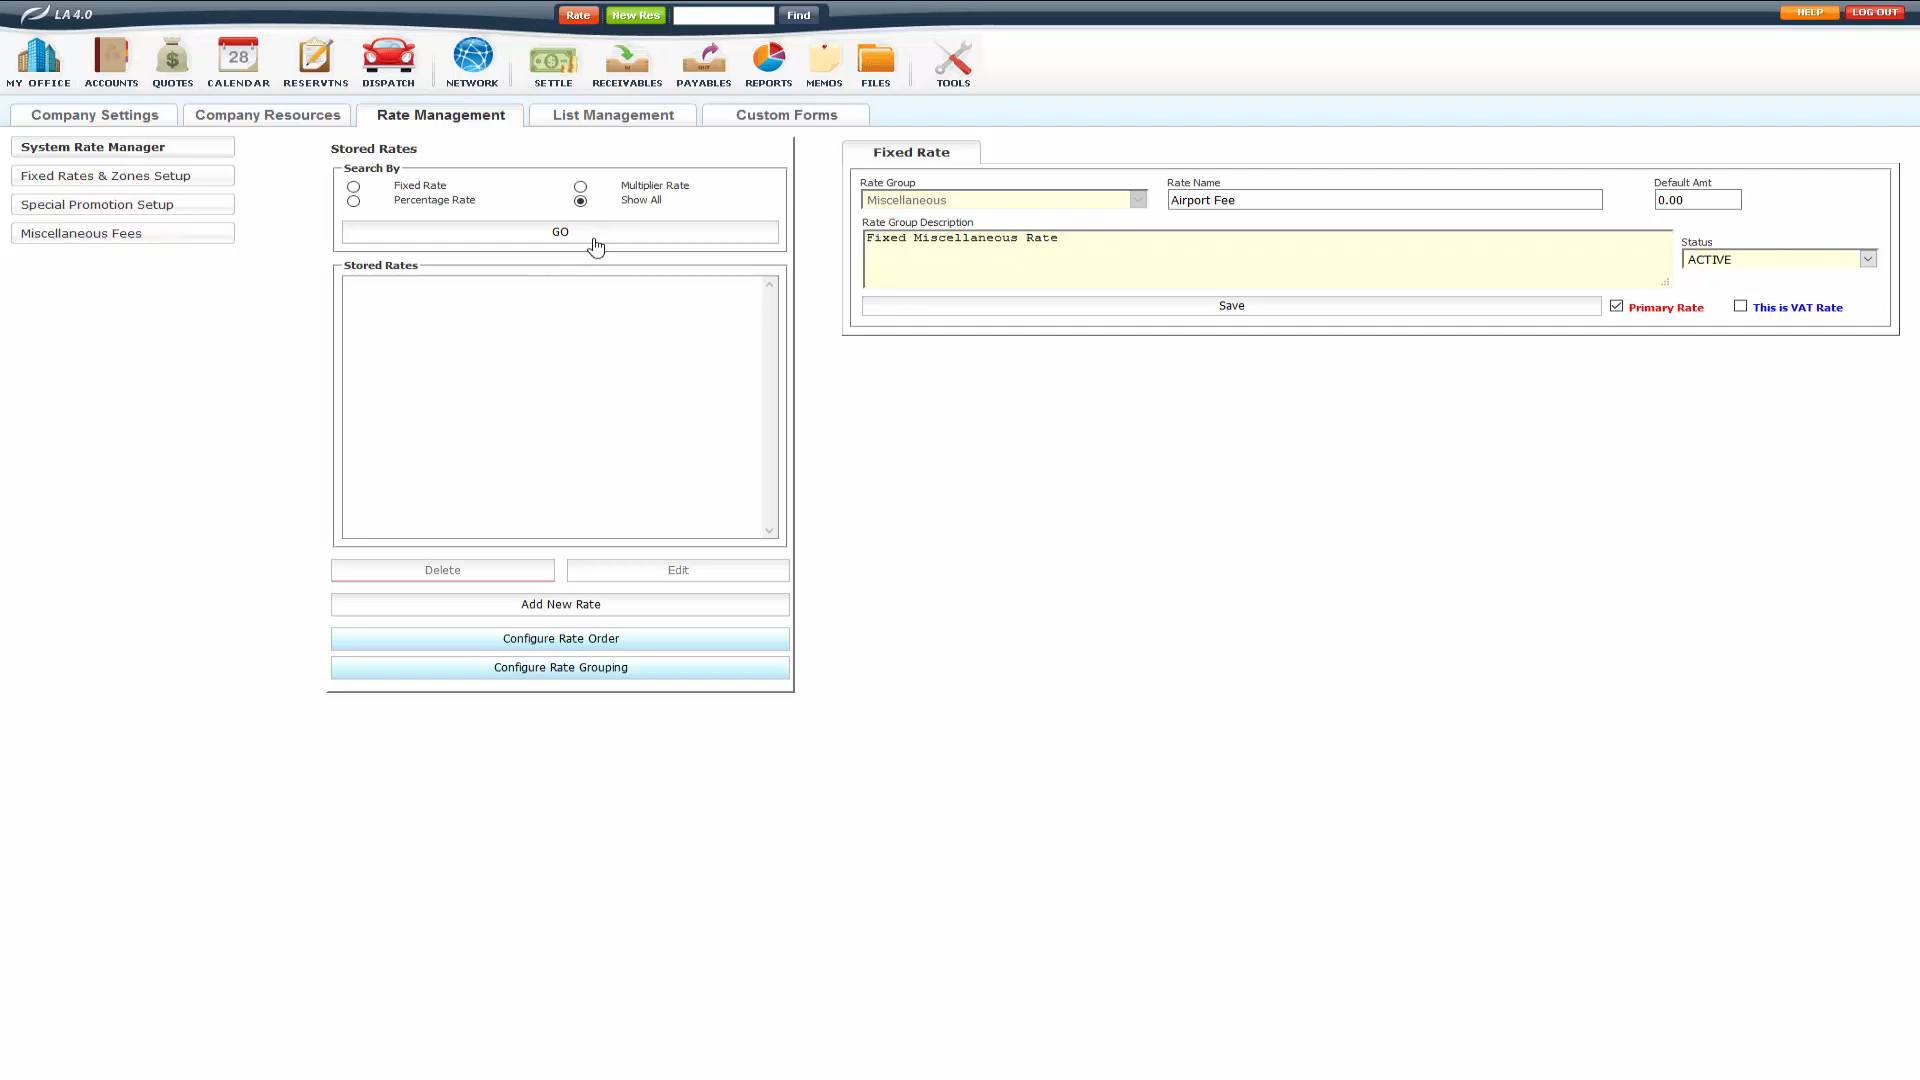 LA 4.0
Rate
New Res
Find
HELP
LOG OUT
28
MY OFFICE
ACCOUNTS
QUOTES
CALENDAR
RESERVTNS
DISPATCH
NETWORK
SETTLE
RECEIVABLES
PAYABLES
REPORTS
MEMOS
FILES
TOOLS
Company Settings
Company Resources
Rate Management
List Management
Custom Forms
System Rate Manager
Fixed Rates & Zones Setup
Special Promotion Setup
Miscellaneous Fees
Stored Rates
Search By
Fixed Rate
Multiplier Rate
Percentage Rate
Show All
GO
Stored Rates
Delete
Edit
Add New Rate
Configure Rate Order
Configure Rate Grouping
Fixed Rate
Rate Group
Rate Name
Default Amt
Miscellaneous
Airport Fee
0.00
Rate Group Description
Fixed Miscellaneous Rate
Status
ACTIVE
Save
Primary Rate
This is VAT Rate